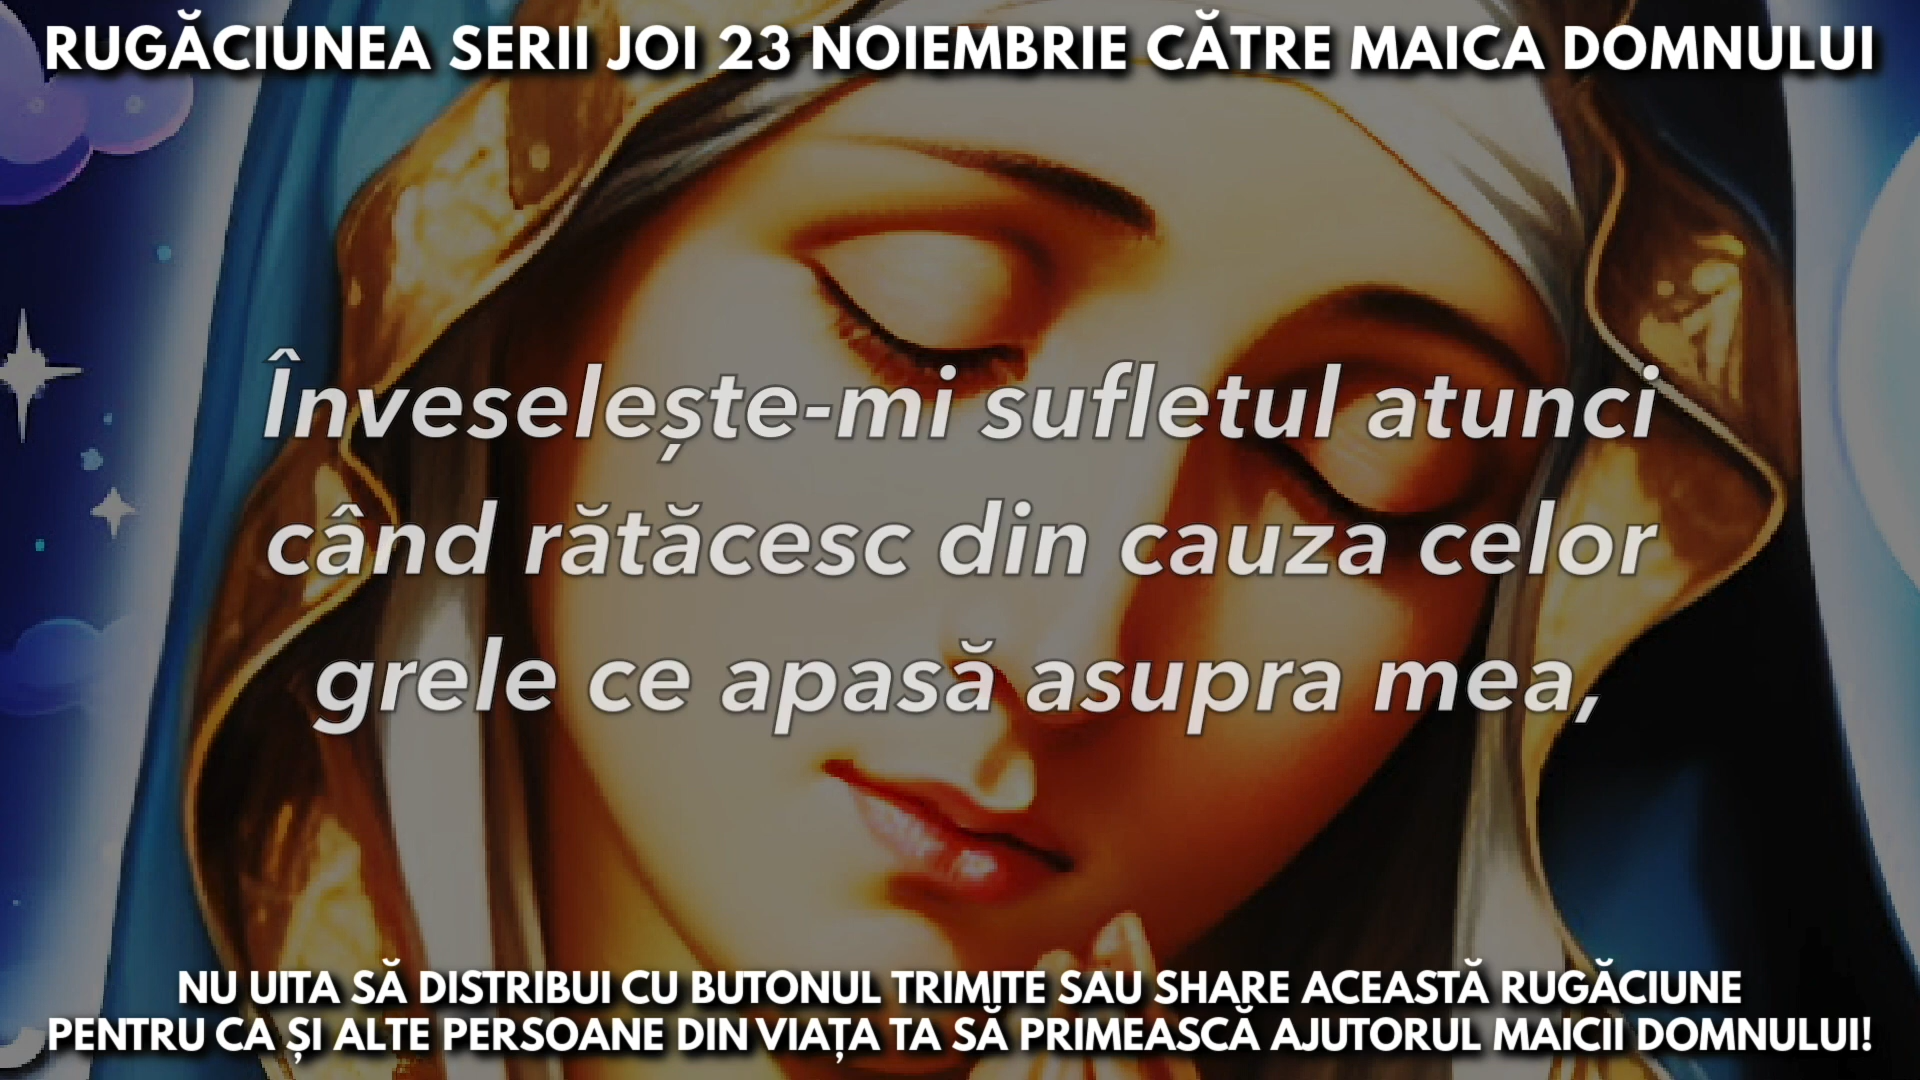 RUGĂCIUNEA SERII JOI 23 NOIEMBRIE CĂTRE MAICA DOMNULUI
Înveselește-mi sufletul atunci
când rătăcesc din cauza celor
grele ce apasă asupra mea,
NU UITA SĂ DISTRIBUI CU BUTONUL TRIMITE SAU SHARE ACEASTĂ RUGĂCIUNE
PENTRU CA ȘI ALTE PERSOANE DIN VIAȚA TA SĂ PRIMEASCĂ AJUTORUL MAICII DOMNULUI!